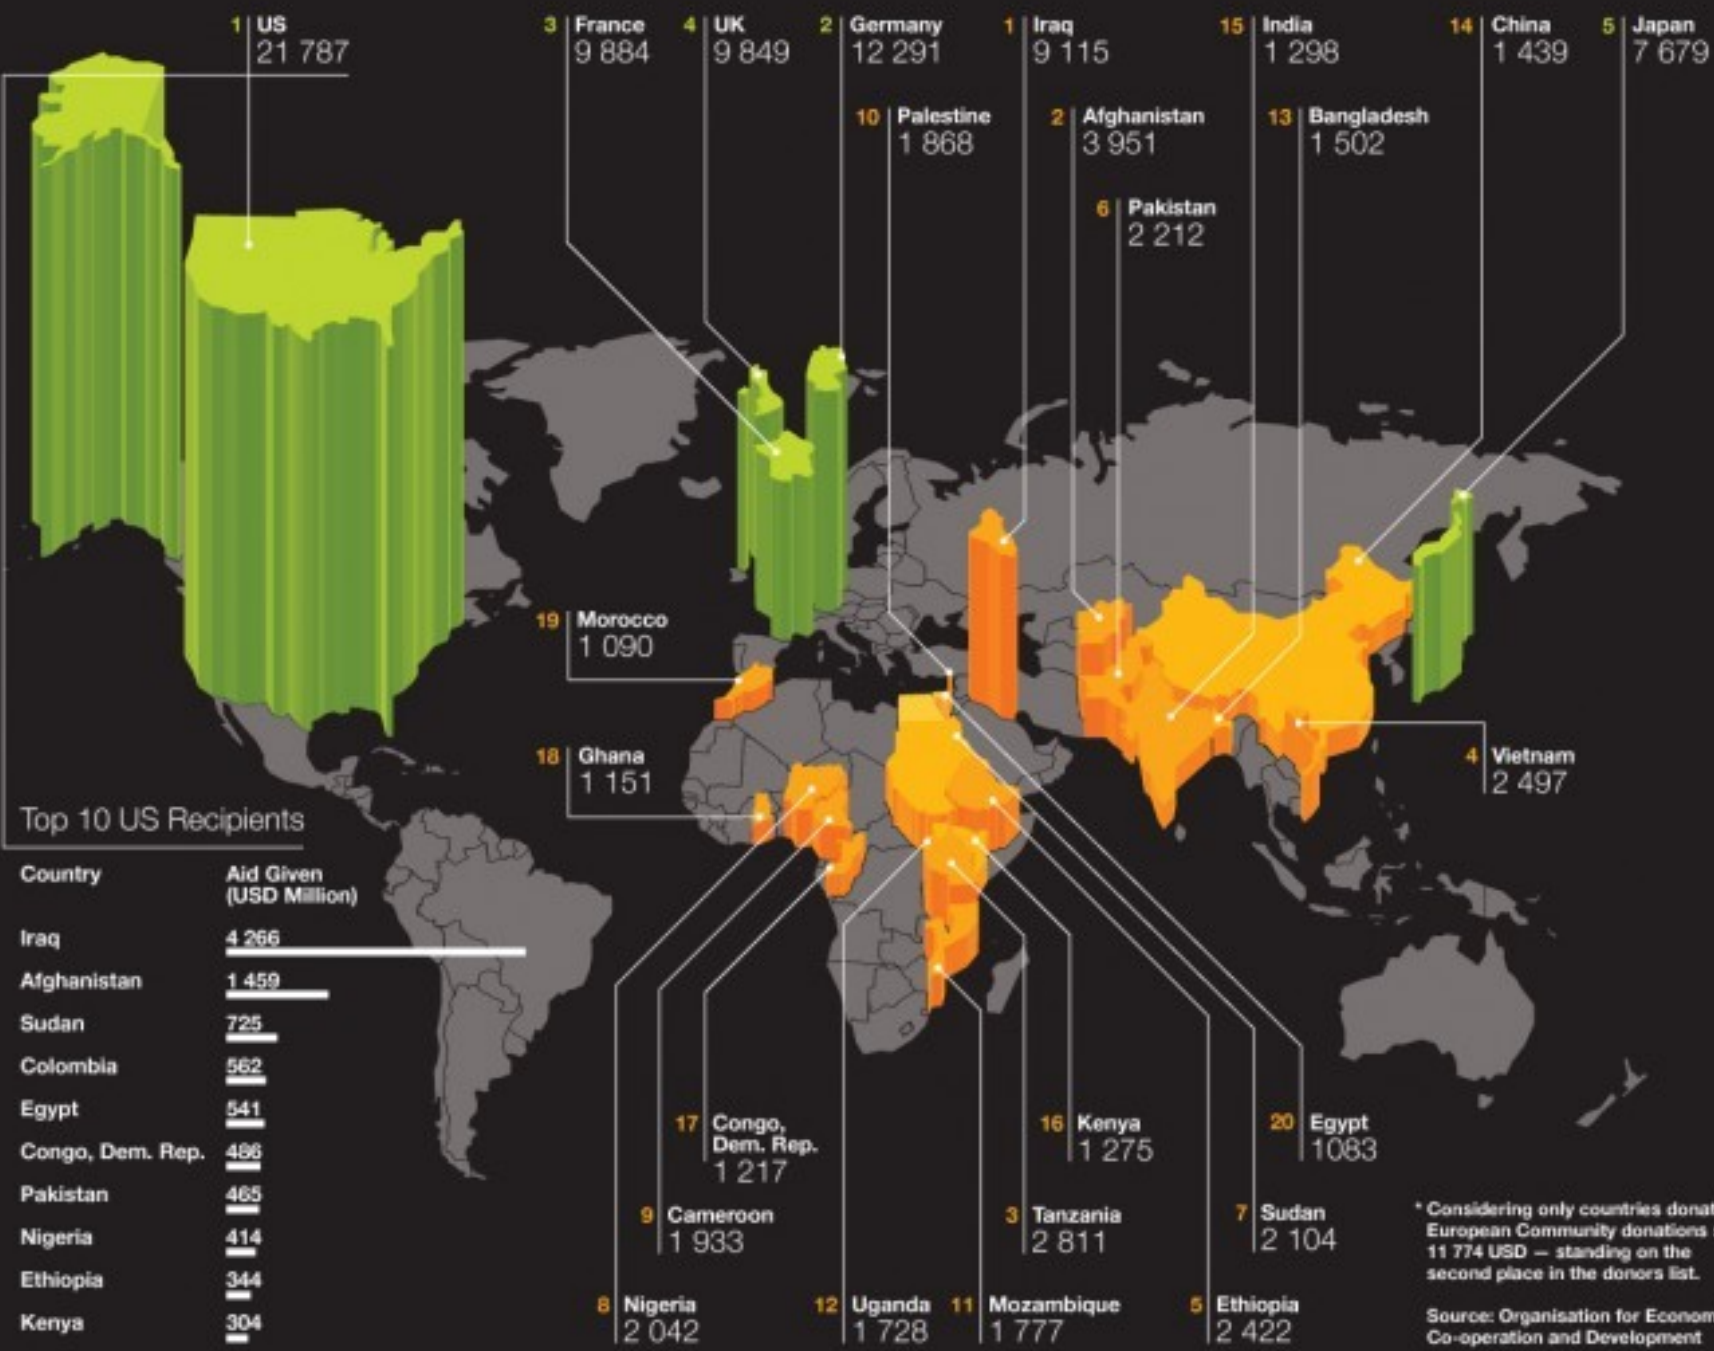 1 US
21 787
3 France
9 884
4 UK
9 849
2 Germany
12 291
1 Iraq
9 115
15 India
1 298
14 China
1 439
5 Japan
7 679
10 Palestine
1 868
2 Afghanistan
3 951
13 Bangladesh
1 502
6 Pakistan
2 212
19 Morocco
1 090
18 Ghana
1 151
4 Vietnam
2 497
Top 10 US Recipients
Country Aid Given
(USD Million)
Iraq 4 266
Afghanistan 1 459
Sudan 725
Colombia 562
Egypt 541
Congo, Dem. Rep. 486
Pakistan 465
Nigeria 414
Ethiopia 344
Kenya 304
17 Congo,
Dem. Rep.
1 217
16 Kenya
1 275
20 Egypt
1083
9 Cameroon
1 933
3 Tanzania
2 811
7 Sudan
2 104
8 Nigeria
2 042
12 Uganda
1 728
11 Mozambique
1 777
5 Ethiopia
2 422
* Considering only countries donat
European Community donations
11 774 USD — standing on the
second place in the donors list.
Source: Organisation for Econom
Co-operation and Development